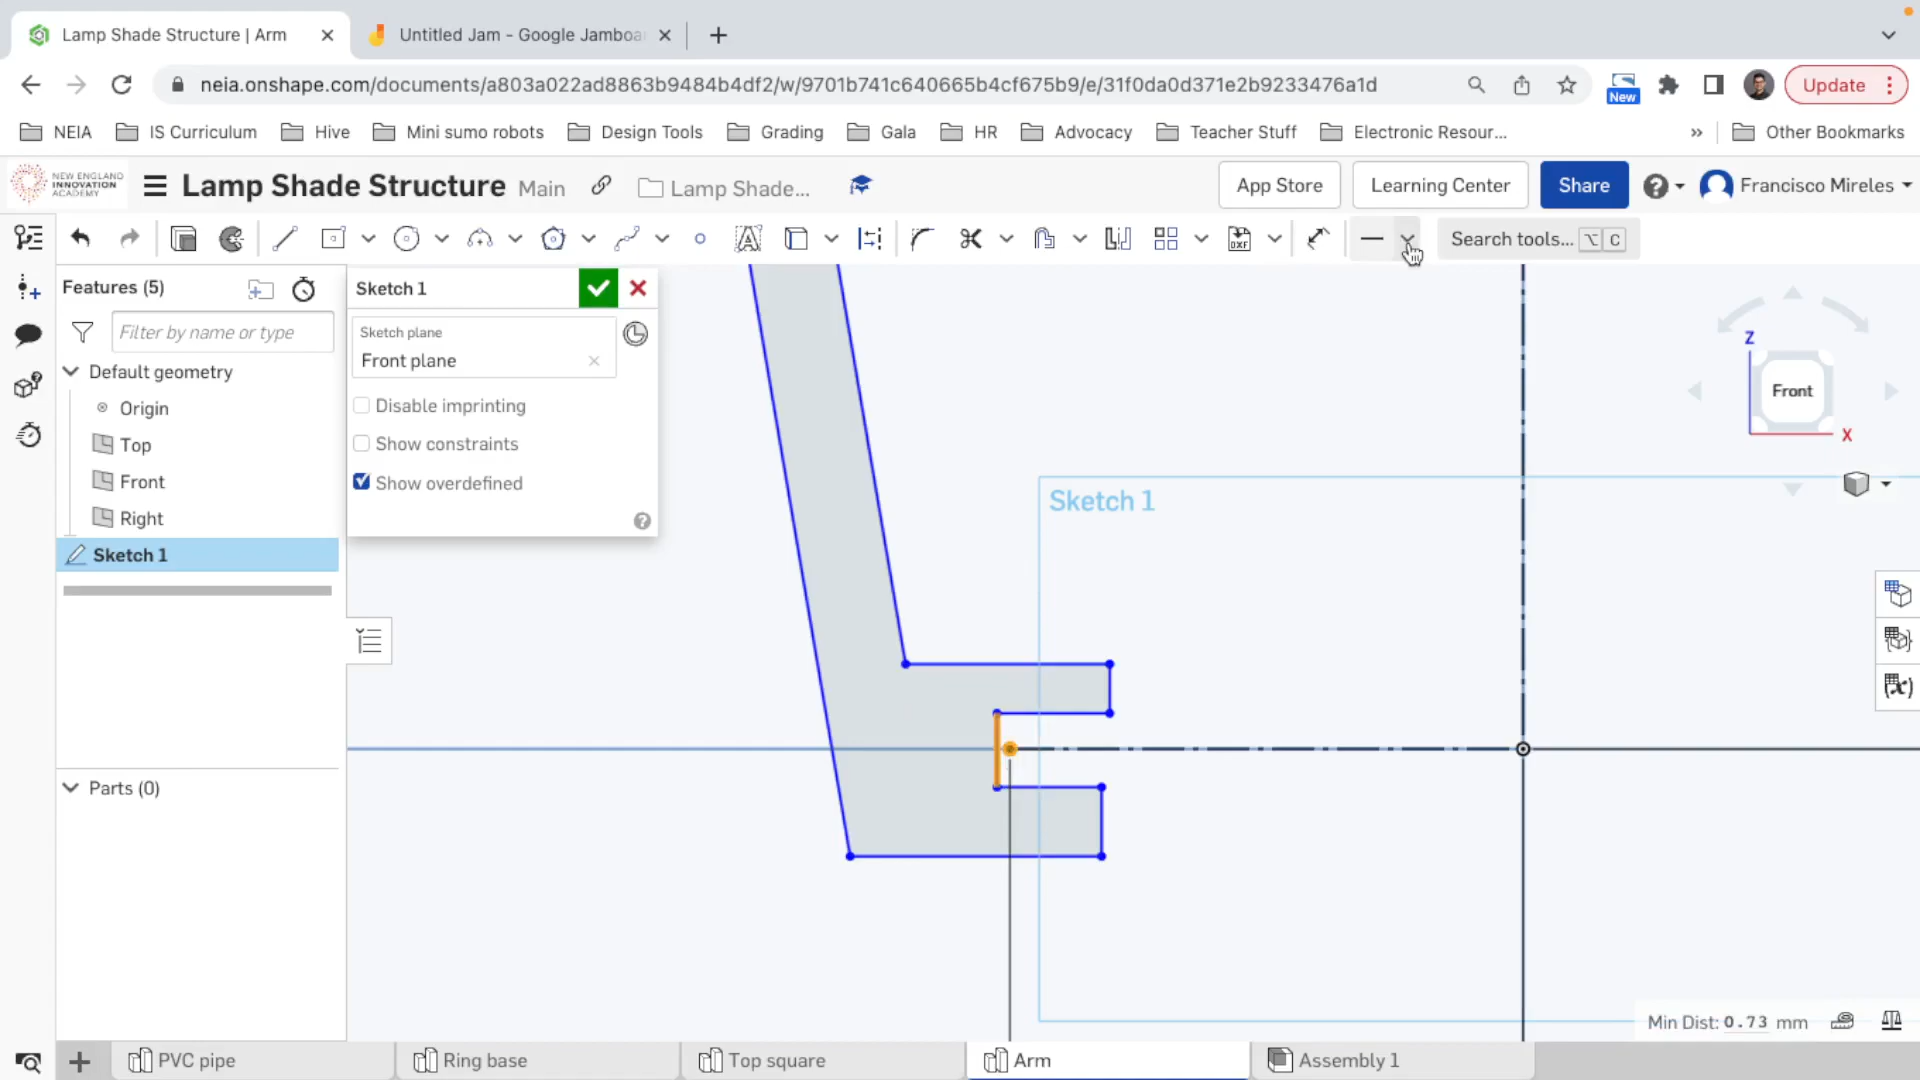 Lamp Shade Structure | Arm
Untitled Jam - Google Jamboa
neia.onshape.com/documents/a803a022ad8863b9484b4df2/w/9701b741c640665b4cf675b9/e/31f0da0d371e2b9233476a1d
New
Update
NEIA
IS Curriculum
Hive
Mini sumo robots
Design Tools
Grading
Gala
HR
Advocacy
Teacher Stuff
Electronic Resour...
»
Other Bookmarks
NEW ENGLAND
INNOVATION
ACADEMY
Lamp Shade Structure Main
Lamp Shade...
App Store
Learning Center
Share
Francisco Mireles
DXF
Search tools... ⌥ C
Features (5)
Filter by name or type
Default geometry
Origin
Top
Front
Right
Sketch 1
Parts (0)
Sketch 1
Sketch plane
Front plane
Disable imprinting
Show constraints
Show overdefined
Sketch 1
Z
Front
X
Min Dist: 0.73 mm
PVC pipe
Ring base
Top square
Arm
Assembly 1